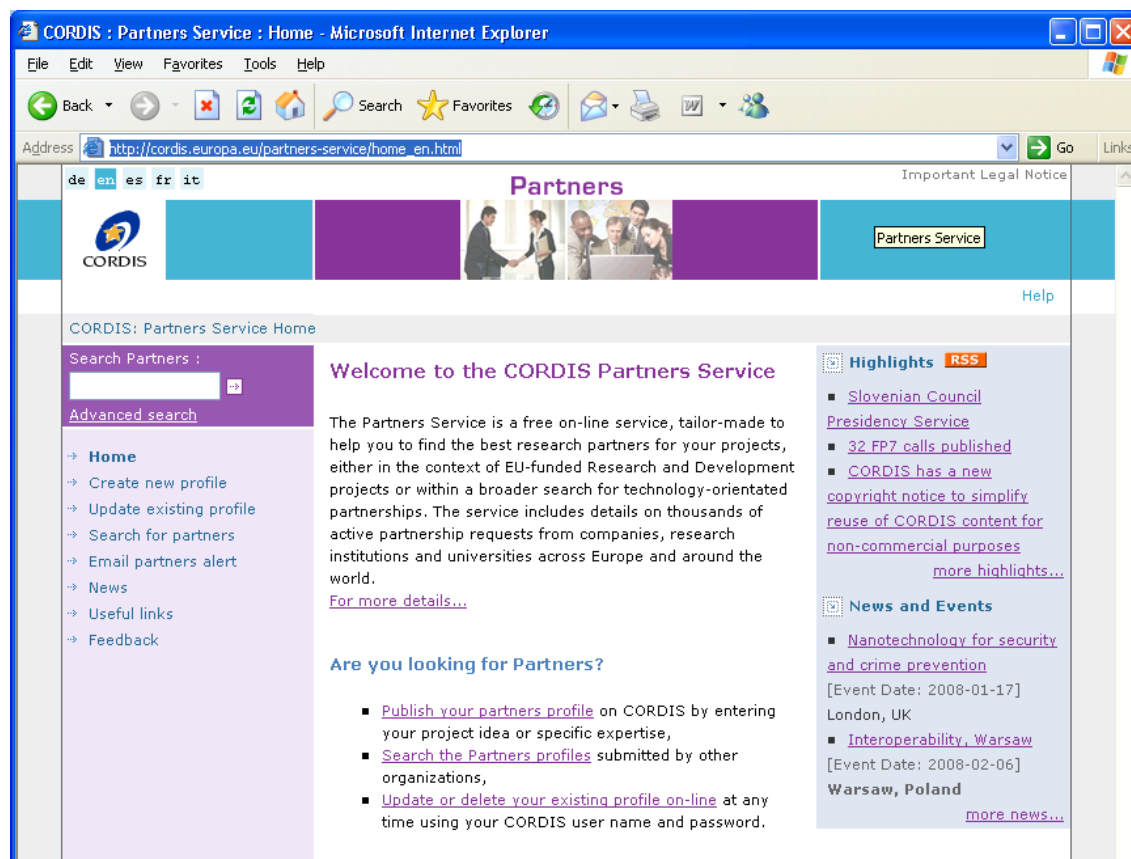 CORDIS : Partners Service : Home - Microsoft Internet Explorer
File Edit View Favorites Tools Help
Back Search Favorites
Address http://cordis.europa.eu/partners-service/home_en.html Go Links
de en es fr it
Partners
Important Legal Notice
CORDIS
Partners Service
Help
CORDIS: Partners Service Home
Search Partners :
Advanced search
Home
Create new profile
Update existing profile
Search for partners
Email partners alert
News
Useful links
Feedback
Welcome to the CORDIS Partners Service
The Partners Service is a free on-line service, tailor-made to
help you to find the best research partners for your projects,
either in the context of EU-funded Research and Development
projects or within a broader search for technology-orientated
partnerships. The service includes details on thousands of
active partnership requests from companies, research
institutions and universities across Europe and around the
world.
For more details...
Are you looking for Partners?
Publish your partners profile on CORDIS by entering
your project idea or specific expertise,
Search the Partners profiles submitted by other
organizations,
Update or delete your existing profile on-line at any
time using your CORDIS user name and password.
Highlights RSS
Slovenian Council
Presidency Service
32 FP7 calls published
CORDIS has a new
copyright notice to simplify
reuse of CORDIS content for
non-commercial purposes
more highlights...
News and Events
Nanotechnology for security
and crime prevention
[Event Date: 2008-01-17]
London, UK
Interoperability, Warsaw
[Event Date: 2008-02-06]
Warsaw, Poland
more news...